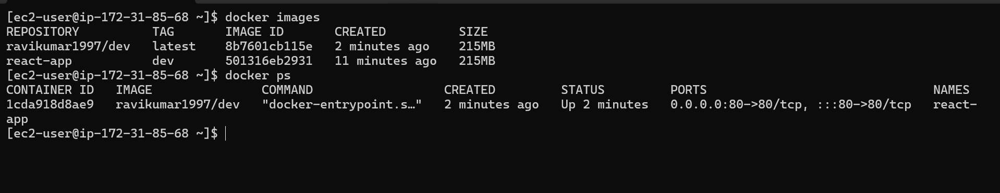 [ec2-user@ip-172-31-85-68 ~]$ docker images
REPOSITORY          TAG       IMAGE ID       CREATED          SIZE
ravikumar1997/dev   latest    8b7601cb115e   2 minutes ago    215MB
react-app           dev       501316eb2931   11 minutes ago   215MB
[ec2-user@ip-172-31-85-68 ~]$ docker ps
CONTAINER ID   IMAGE               COMMAND                  CREATED         STATUS         PORTS                               NAMES
1cda918d8ae9   ravikumar1997/dev   "docker-entrypoint.s…"   2 minutes ago   Up 2 minutes   0.0.0.0:80->80/tcp, :::80->80/tcp   react-
app
[ec2-user@ip-172-31-85-68 ~]$